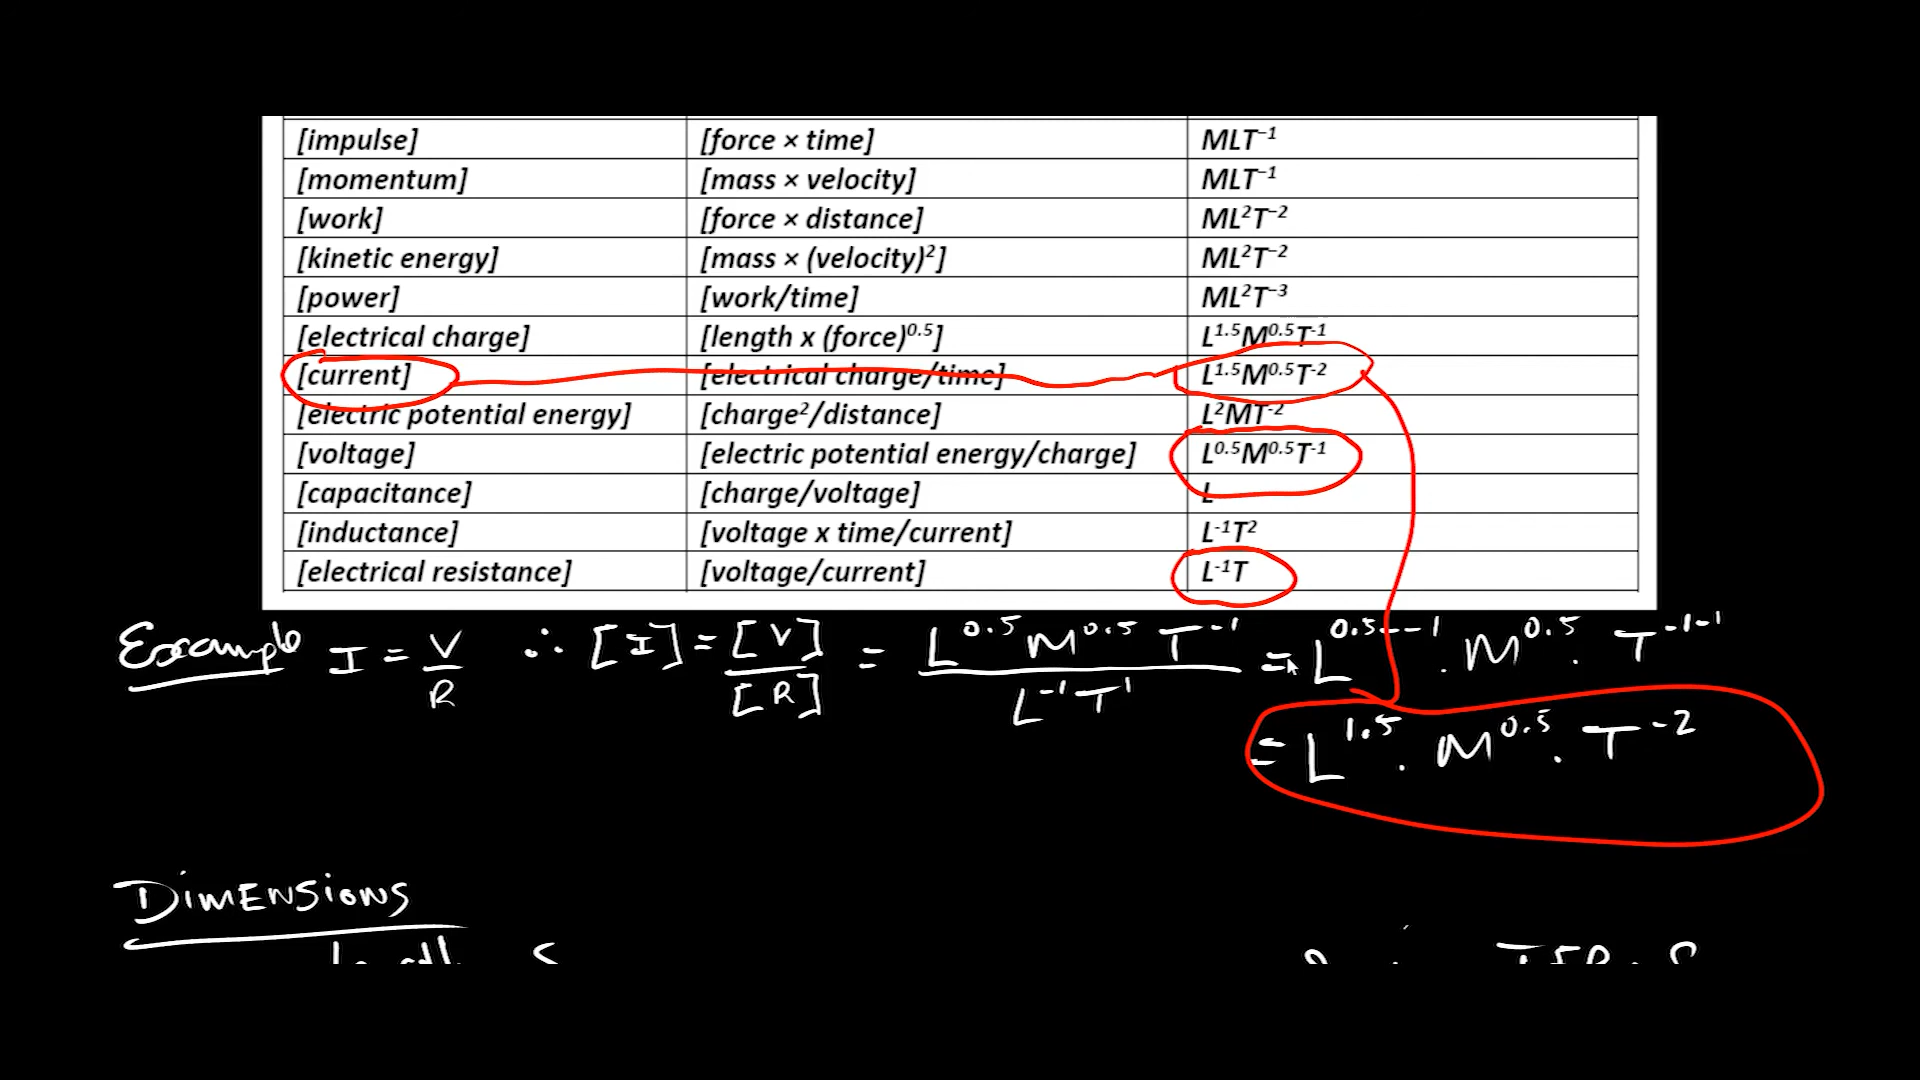 [impulse] [force × time] MLT⁻¹
[momentum] [mass × velocity] MLT⁻¹
[work] [force × distance] ML²T⁻²
[kinetic energy] [mass × (velocity)²] ML²T⁻²
[power] [work/time] ML²T⁻³
[electrical charge] [length x (force)^0.5] L^1.5M^0.5T^-1
[current] [electrical charge/time] L^1.5M^0.5T^-2
[electric potential energy] [charge²/distance] L²MT^-2
[voltage] [electric potential energy/charge] L^0.5M^0.5T^-1
[capacitance] [charge/voltage] L
[inductance] [voltage x time/current] L^-1T²
[electrical resistance] [voltage/current] L^-1T
Example I = V/R ∴ [I] = [V]/[R] = L^0.5 M^0.5 T^-1 / L^-1 T^1 = L^0.5--1 . M^0.5 . T^-1-1
= L^1.5 . M^0.5 . T^-2
DIMENSIONS